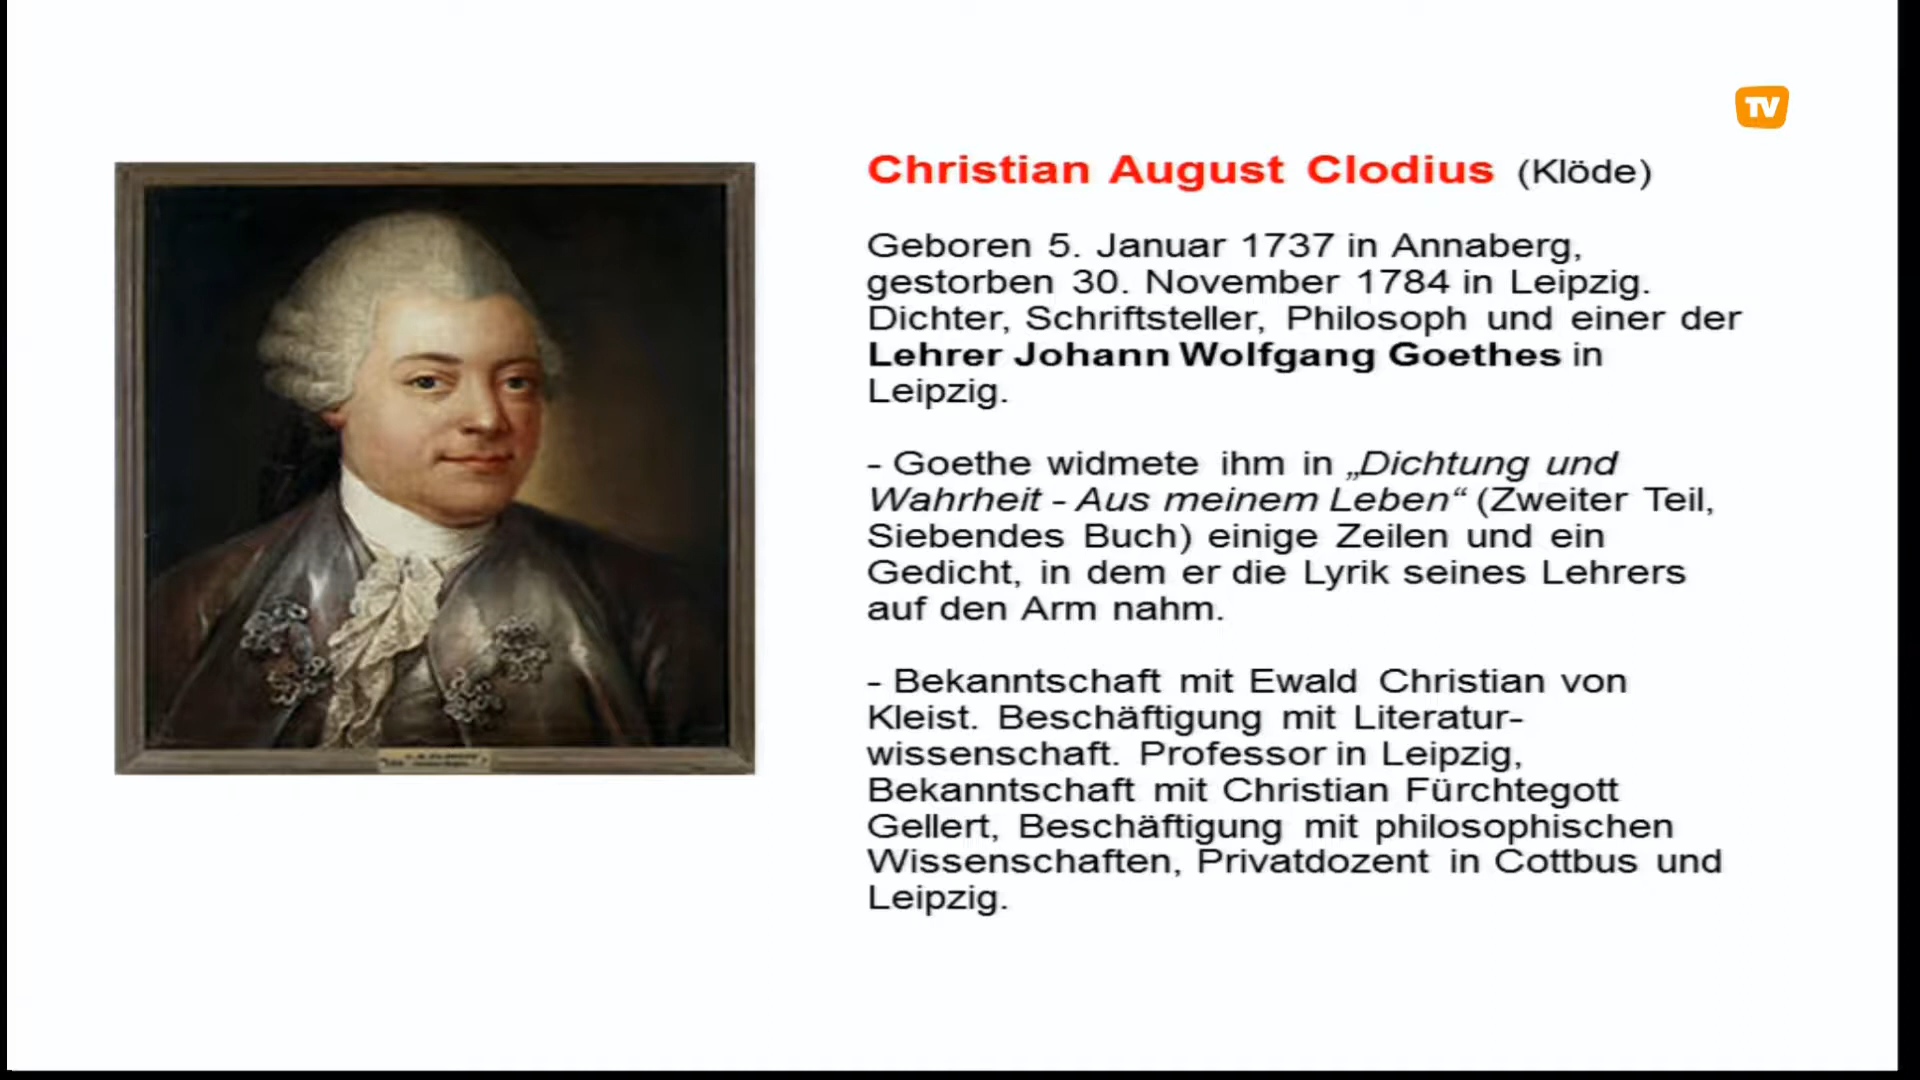 TV
Christian August Clodius (Klöde)
Geboren 5. Januar 1737 in Annaberg,
gestorben 30. November 1784 in Leipzig.
Dichter, Schriftsteller, Philosoph und einer der
Lehrer Johann Wolfgang Goethes in
Leipzig.
- Goethe widmete ihm in „Dichtung und
Wahrheit - Aus meinem Leben“ (Zweiter Teil,
Siebendes Buch) einige Zeilen und ein
Gedicht, in dem er die Lyrik seines Lehrers
auf den Arm nahm.
- Bekanntschaft mit Ewald Christian von
Kleist. Beschäftigung mit Literatur-
wissenschaft. Professor in Leipzig,
Bekanntschaft mit Christian Fürchtegott
Gellert, Beschäftigung mit philosophischen
Wissenschaften, Privatdozent in Cottbus und
Leipzig.